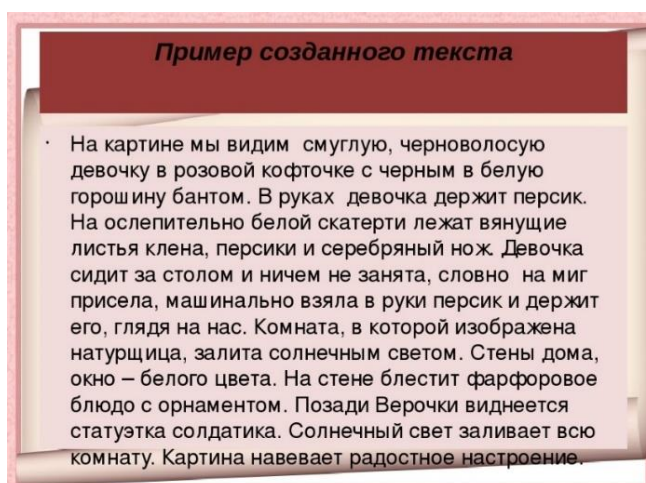 Пример созданного текста
· На картине мы видим смуглую, черноволосую
девочку в розовой кофточке с черным в белую
горошину бантом. В руках девочка держит персик.
На ослепительно белой скатерти лежат вянущие
листья клена, персики и серебряный нож. Девочка
сидит за столом и ничем не занята, словно на миг
присела, машинально взяла в руки персик и держит
его, глядя на нас. Комната, в которой изображена
натурщица, залита солнечным светом. Стены дома,
окно – белого цвета. На стене блестит фарфоровое
блюдо с орнаментом. Позади Верочки виднеется
статуэтка солдатика. Солнечный свет заливает всю
комнату. Картина навевает радостное настроение.